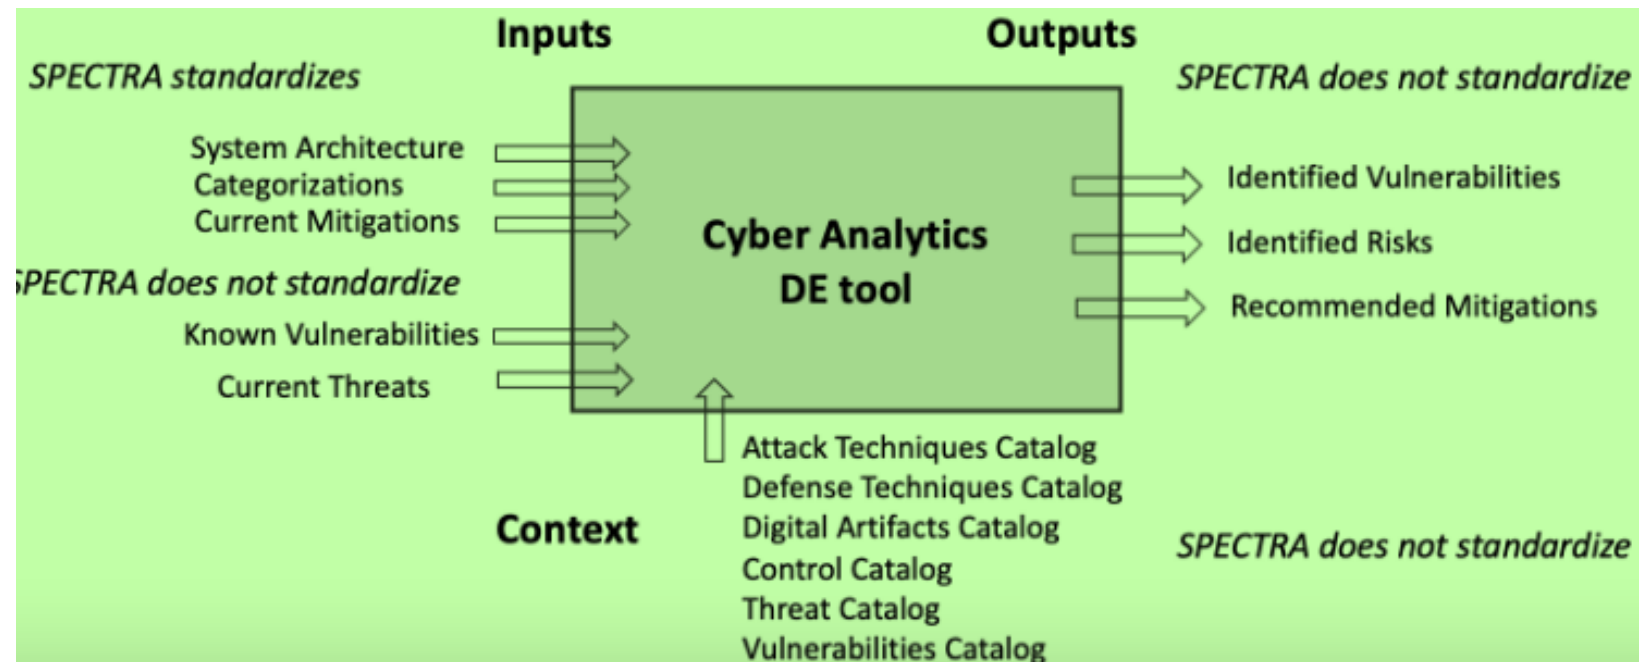 Inputs
Outputs
SPECTRA standardizes
SPECTRA does not standardize
System Architecture
Categorizations
Current Mitigations
SPECTRA does not standardize
Known Vulnerabilities
Current Threats
Cyber Analytics
DE tool
Identified Vulnerabilities
Identified Risks
Recommended Mitigations
Context
Attack Techniques Catalog
Defense Techniques Catalog
Digital Artifacts Catalog
Control Catalog
Threat Catalog
Vulnerabilities Catalog
SPECTRA does not standardize